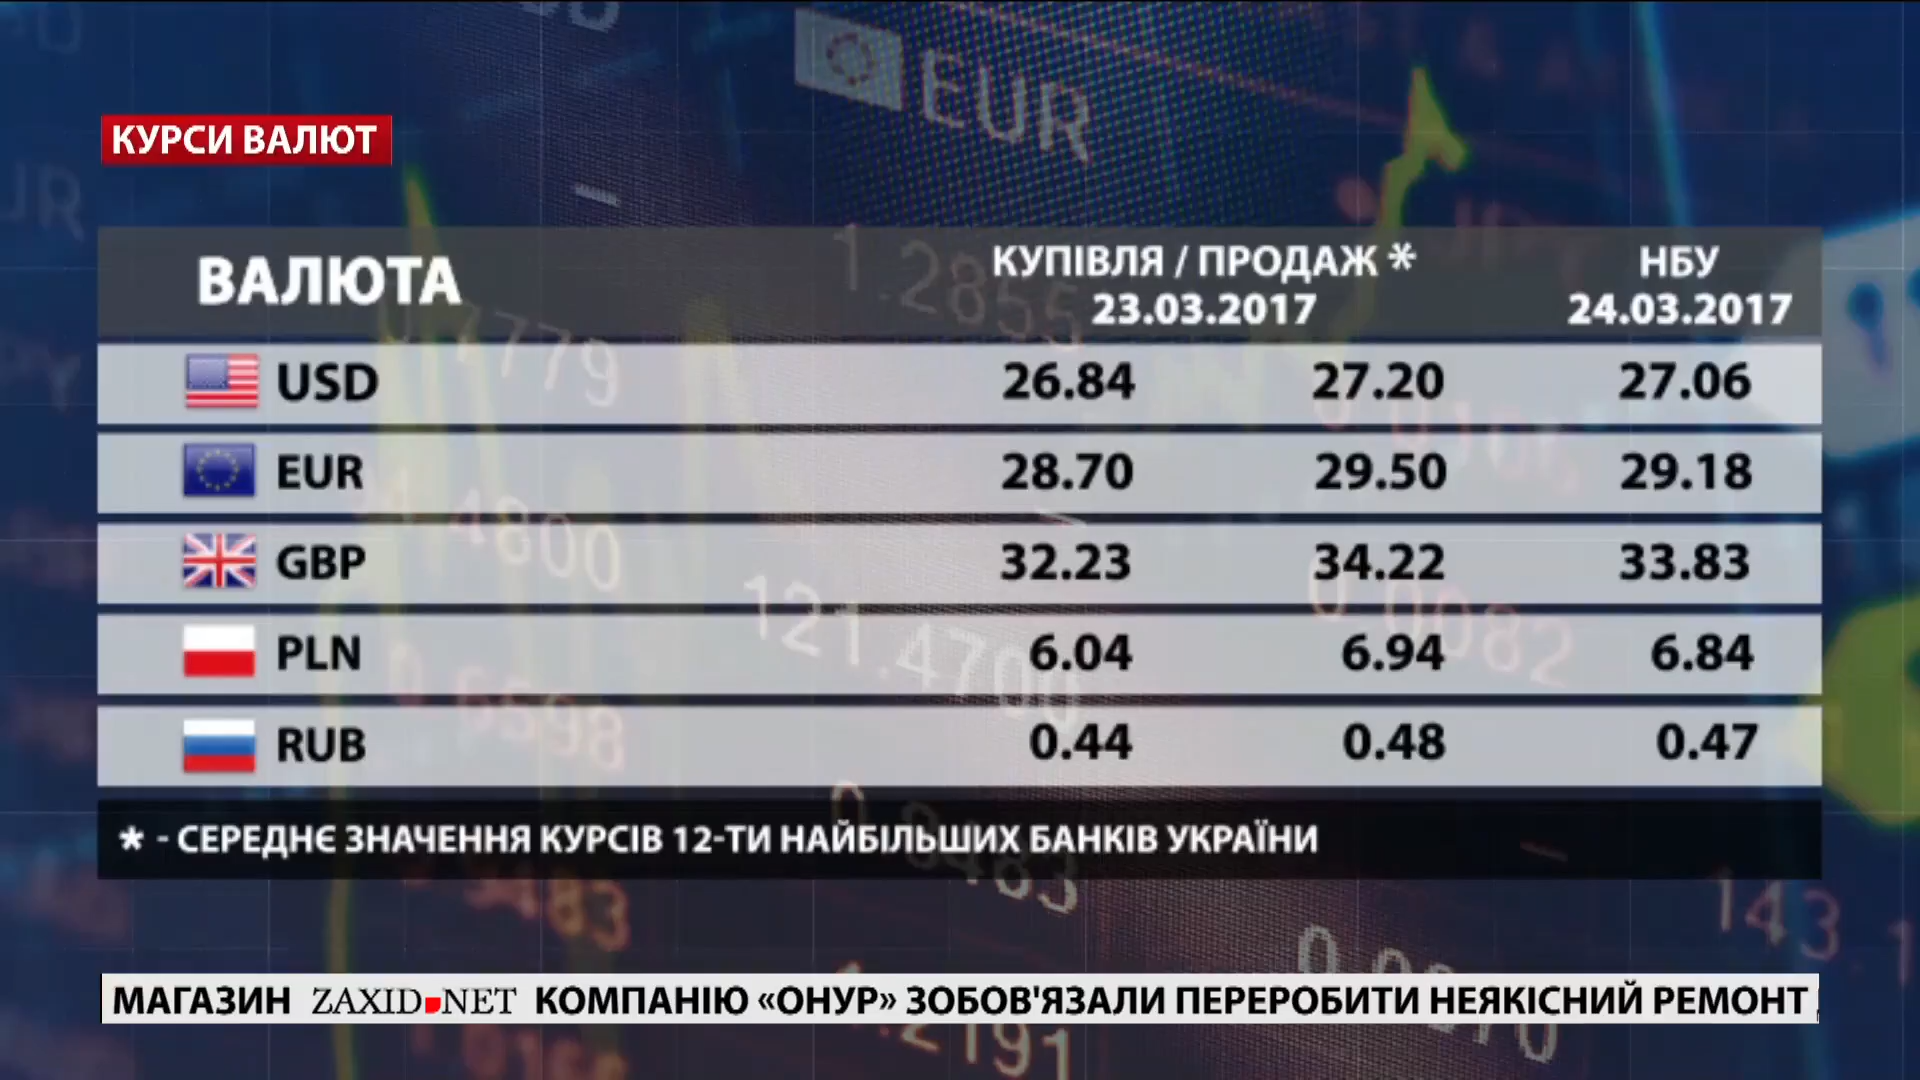 EUR
КУРСИ ВАЛЮТ
ВАЛЮТА
КУПІВЛЯ / ПРОДАЖ * НБУ
23.03.2017 24.03.2017
USD 26.84 27.20 27.06
EUR 28.70 29.50 29.18
GBP 32.23 34.22 33.83
PLN 6.04 6.94 6.84
RUB 0.44 0.48 0.47
* - СЕРЕДНЄ ЗНАЧЕННЯ КУРСІВ 12-ТИ НАЙБІЛЬШИХ БАНКІВ УКРАЇНИ
МАГАЗИН ZAXID.NET КОМПАНІЮ «ОНУР» ЗОБОВ'ЯЗАЛИ ПЕРЕРОБИТИ НЕЯКІСНИЙ РЕМОНТ